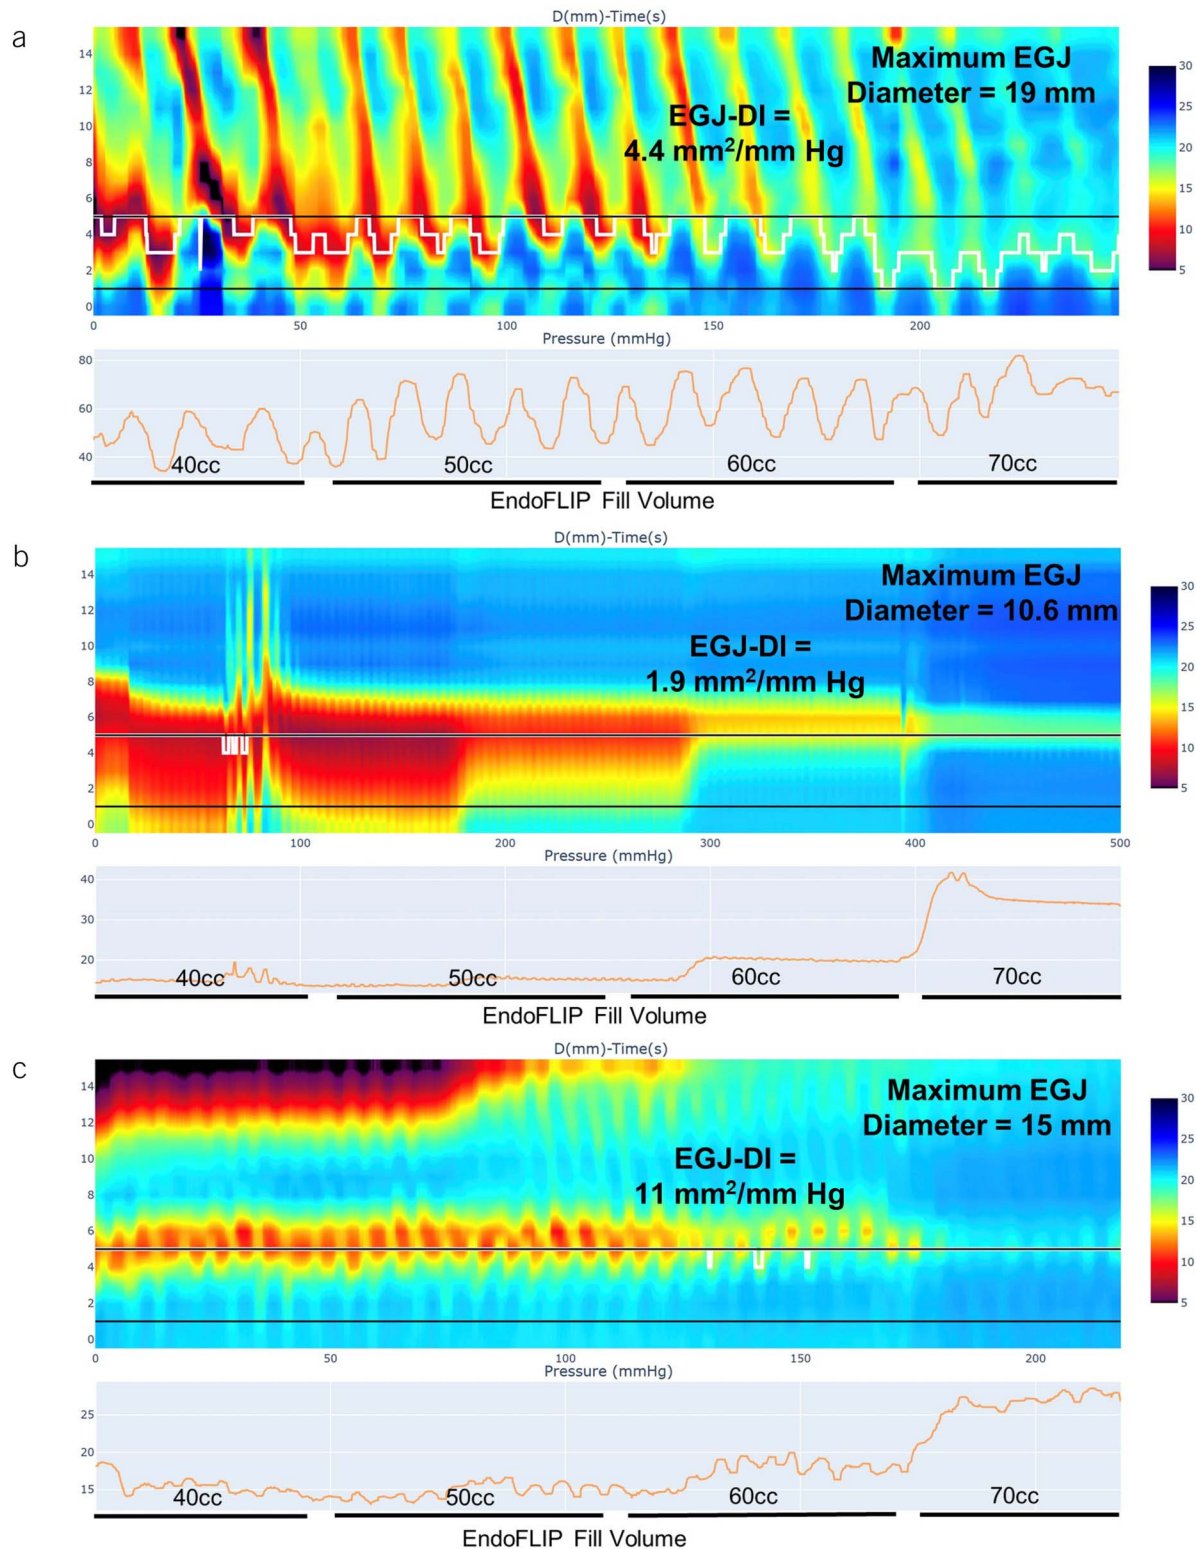 a
D(mm)-Time(s)
14
12
10
8
6
4
2
0
Maximum EGJ
Diameter = 19 mm
EGJ-DI =
4.4 mm²/mm Hg
30
25
20
15
10
5
0 50 100 150 200
Pressure (mmHg)
80
60
40
40cc 50cc 60cc 70cc
EndoFLIP Fill Volume
b
D(mm)-Time(s)
14
12
10
8
6
4
2
0
Maximum EGJ
Diameter = 10.6 mm
EGJ-DI =
1.9 mm²/mm Hg
30
25
20
15
10
5
0 100 200 300 400 500
Pressure (mmHg)
40
30
20
40cc 50cc 60cc 70cc
EndoFLIP Fill Volume
c
D(mm)-Time(s)
14
12
10
8
6
4
2
0
Maximum EGJ
Diameter = 15 mm
EGJ-DI =
11 mm²/mm Hg
30
25
20
15
10
5
0 50 100 150 200
Pressure (mmHg)
25
20
15
40cc 50cc 60cc 70cc
EndoFLIP Fill Volume